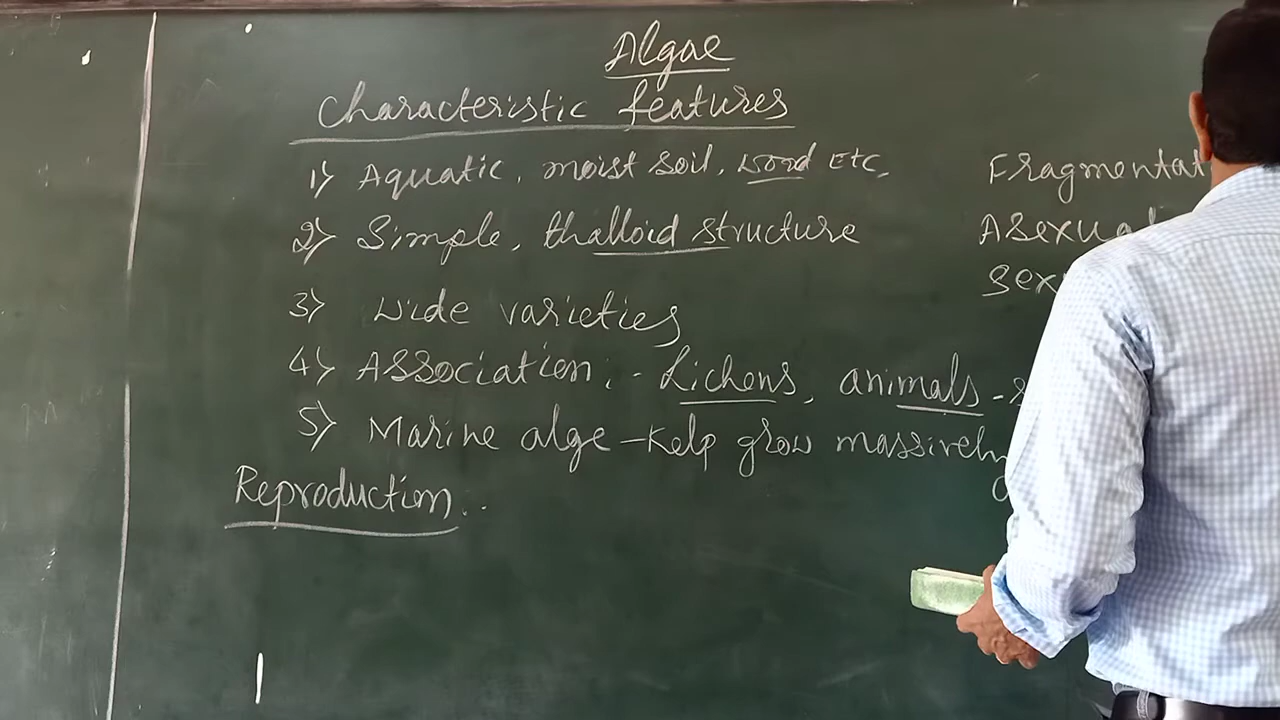 Algae
Characteristic features
1) Aquatic, moist soil, wood Etc,
2) Simple, thalloid structure
3) Wide varieties
4) Association :- Lichens, animals -
5) Marine alge - Kelp grow massively
Reproduction :-
Fragmentat
Asexua
Sex